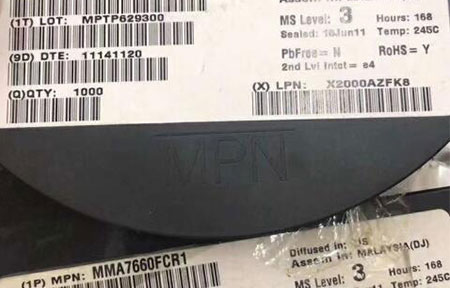 (1T) LOT: MPTP629300
MS Level: 3 Hours: 168
Sealed: 16Jun11 Temp: 245C
(9D) DTE: 11141120
PbFree= N RoHS= Y
2nd Lvl Intct= e4
(Q)QTY: 1000
(X) LPN: X2000AZFK8
MPN
Diffused in: US
Assem in: MALAYSIA(DJ)
(1P) MPN: MMA7660FCR1
MS Level: 3 Hours: 168
Temp: 245C